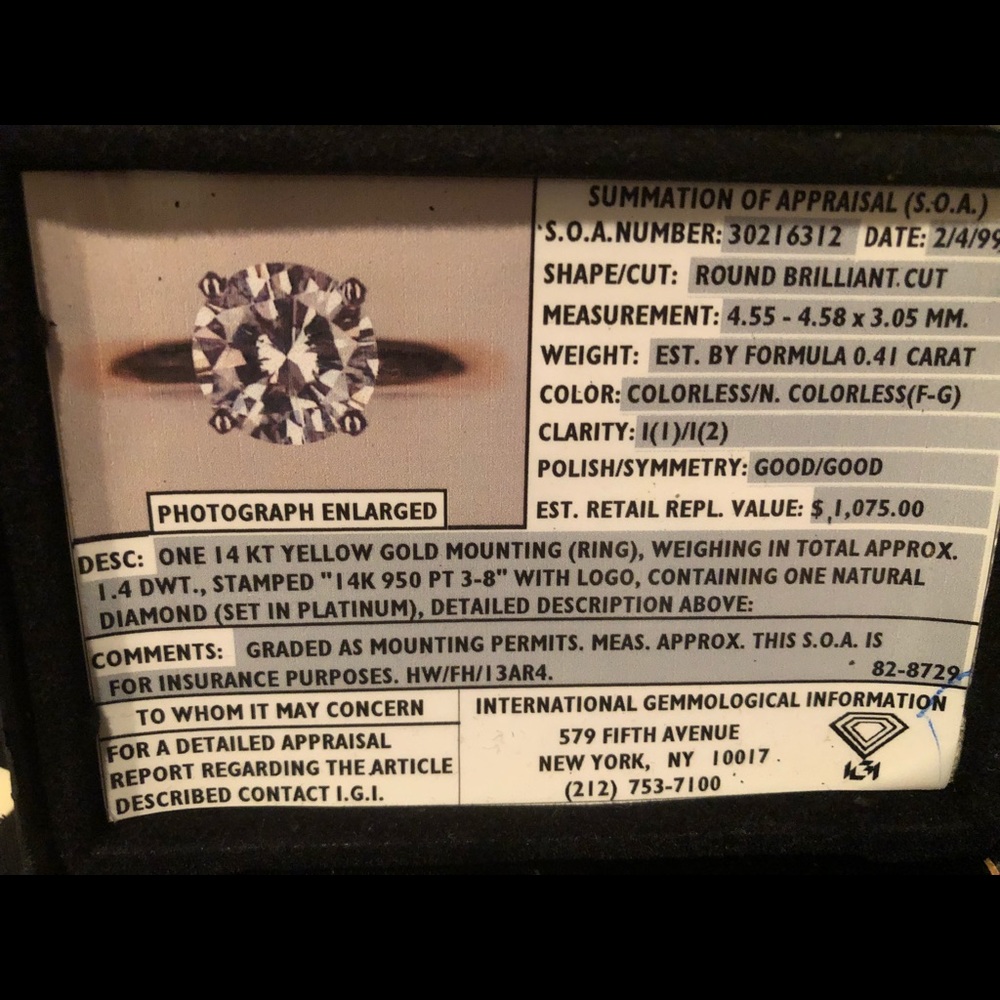 SUMMATION OF APPRAISAL (S.O.A.)
S.O.A.NUMBER: 30216312 DATE: 2/4/99
SHAPE/CUT: ROUND BRILLIANT CUT
MEASUREMENT: 4.55 - 4.58 x 3.05 MM.
WEIGHT: EST. BY FORMULA 0.41 CARAT
COLOR: COLORLESS/N. COLORLESS(F-G)
CLARITY: I(1)/I(2)
POLISH/SYMMETRY: GOOD/GOOD
EST. RETAIL REPL. VALUE: $ 1,075.00
PHOTOGRAPH ENLARGED
DESC: ONE 14 KT YELLOW GOLD MOUNTING (RING), WEIGHING IN TOTAL APPROX.
1.4 DWT., STAMPED "14K 950 PT 3-8" WITH LOGO, CONTAINING ONE NATURAL
DIAMOND (SET IN PLATINUM), DETAILED DESCRIPTION ABOVE:
COMMENTS: GRADED AS MOUNTING PERMITS. MEAS. APPROX. THIS S.O.A. IS
FOR INSURANCE PURPOSES. HW/FH/13AR4. 82-8729
TO WHOM IT MAY CONCERN
FOR A DETAILED APPRAISAL
REPORT REGARDING THE ARTICLE
DESCRIBED CONTACT I.G.I.
INTERNATIONAL GEMMOLOGICAL INFORMATION
579 FIFTH AVENUE
NEW YORK, NY 10017
(212) 753-7100
IGI